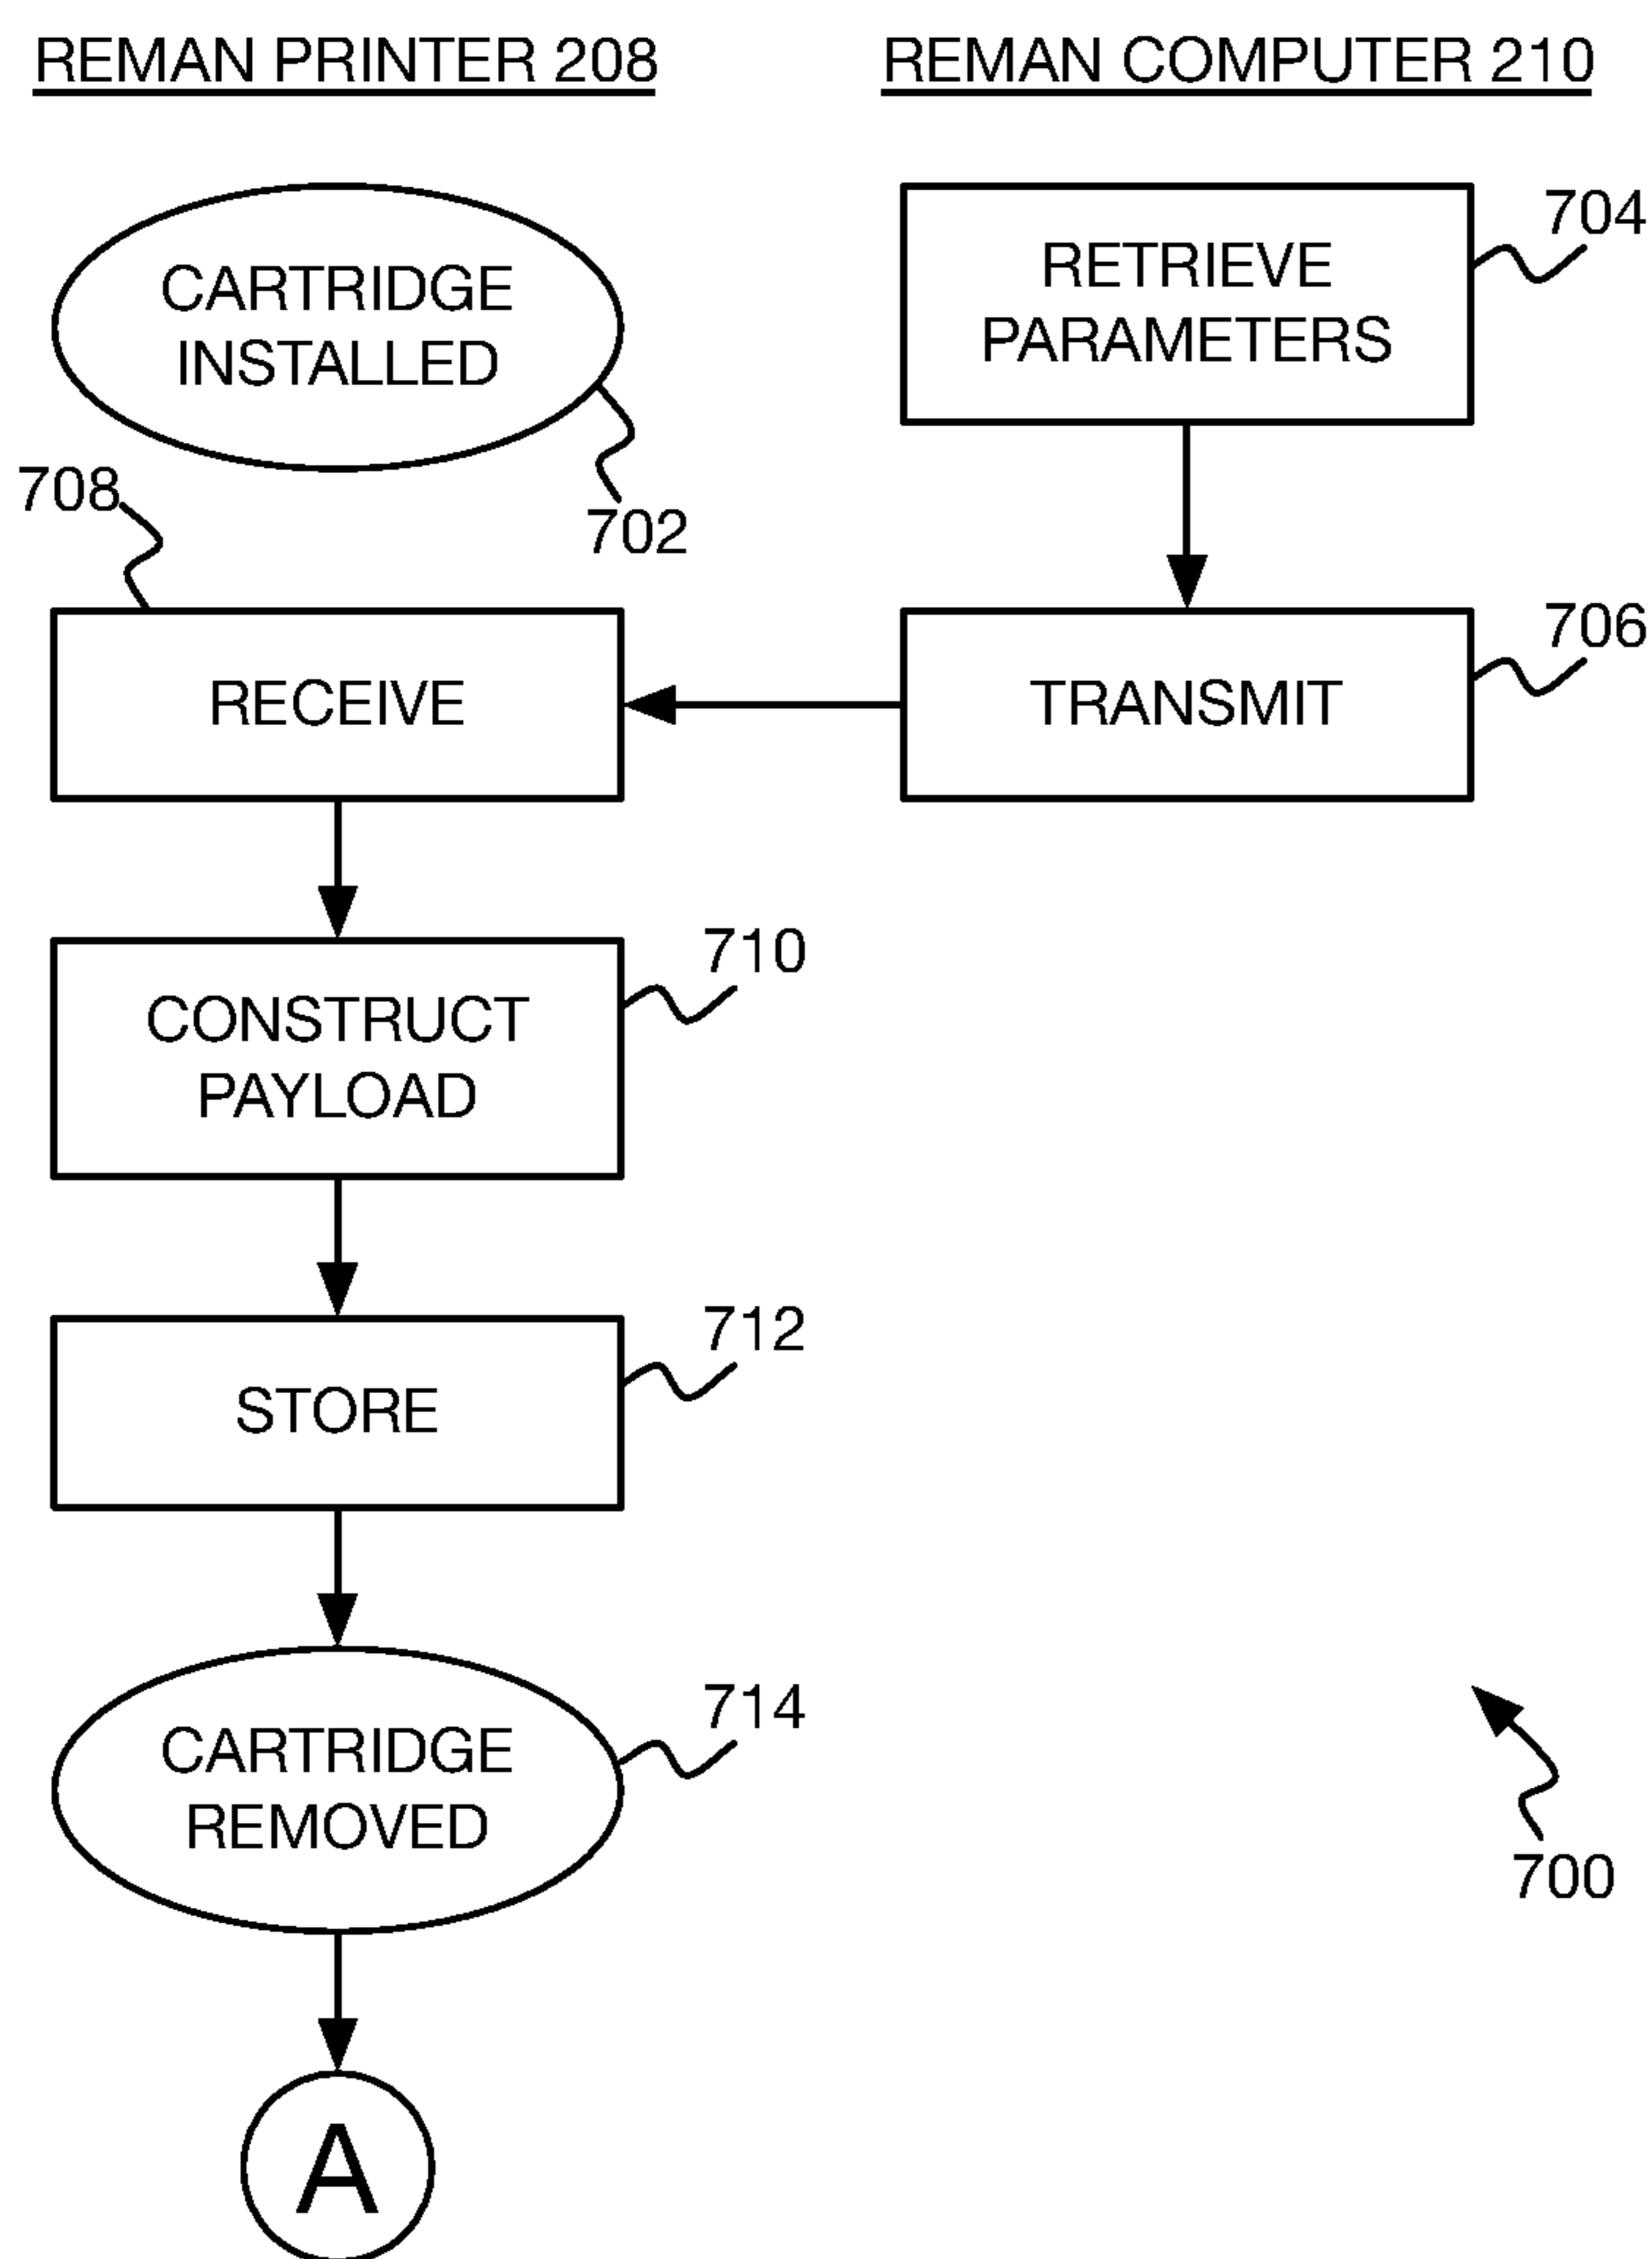 REMAN PRINTER 208
REMAN COMPUTER 210
CARTRIDGE
INSTALLED
702
RETRIEVE
PARAMETERS
704
708
RECEIVE
TRANSMIT
706
CONSTRUCT
PAYLOAD
710
STORE
712
CARTRIDGE
REMOVED
714
700
A